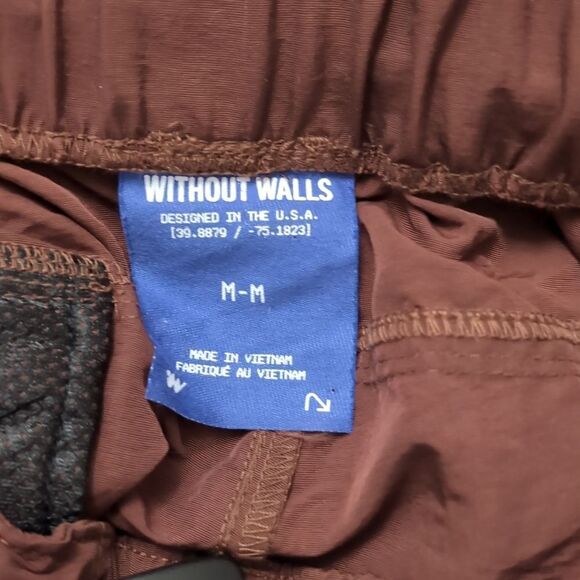 WITHOUT WALLS
DESIGNED IN THE U.S.A.
[39.8879 / -75.1823]
M-M
MADE IN VIETNAM
FABRIQUÉ AU VIETNAM
W